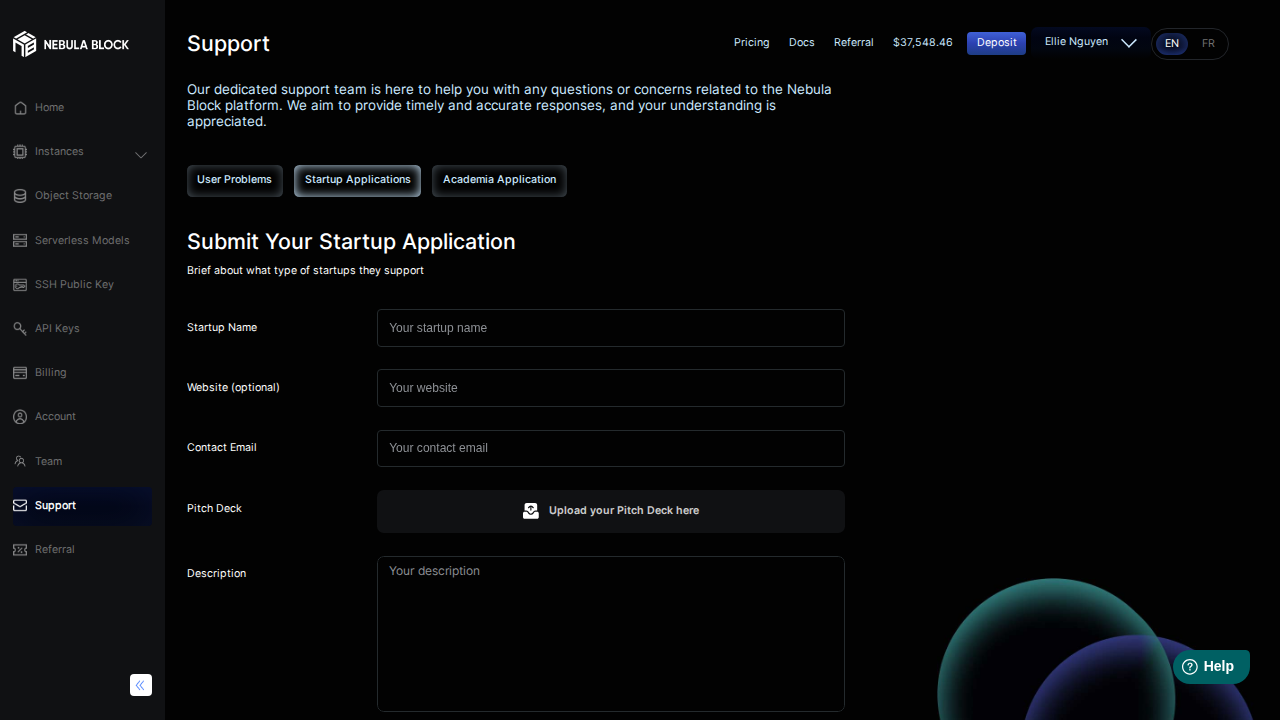 NEBULA BLOCK
Home
Instances
Object Storage
Serverless Models
SSH Public Key
API Keys
Billing
Account
Team
Support
Referral
Support
Pricing
Docs
Referral
$37,548.46
Deposit
Ellie Nguyen
EN
FR
Our dedicated support team is here to help you with any questions or concerns related to the Nebula
Block platform. We aim to provide timely and accurate responses, and your understanding is
appreciated.
User Problems
Startup Applications
Academia Application
Submit Your Startup Application
Brief about what type of startups they support
Startup Name
Your startup name
Website (optional)
Your website
Contact Email
Your contact email
Pitch Deck
Upload your Pitch Deck here
Description
Your description
Help